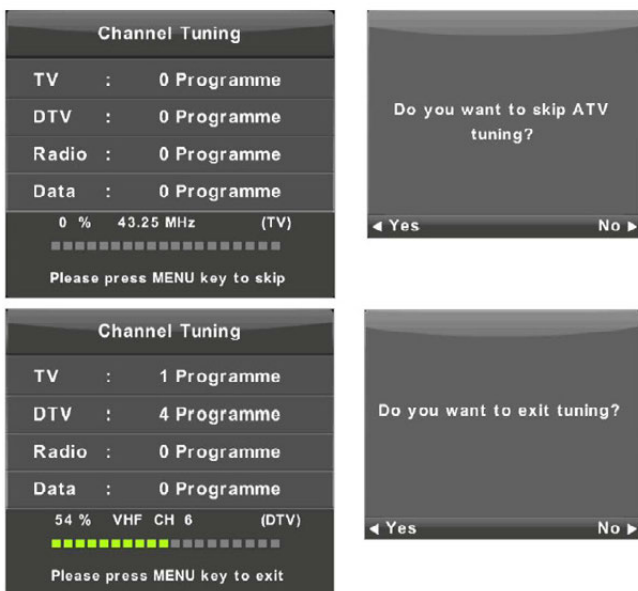 Channel Tuning
TV : 0 Programme
DTV : 0 Programme
Radio : 0 Programme
Data : 0 Programme
0 % 43.25 MHz (TV)
Please press MENU key to skip
Do you want to skip ATV
tuning?
Yes No
Channel Tuning
TV : 1 Programme
DTV : 4 Programme
Radio : 0 Programme
Data : 0 Programme
54 % VHF CH 6 (DTV)
Please press MENU key to exit
Do you want to exit tuning?
Yes No